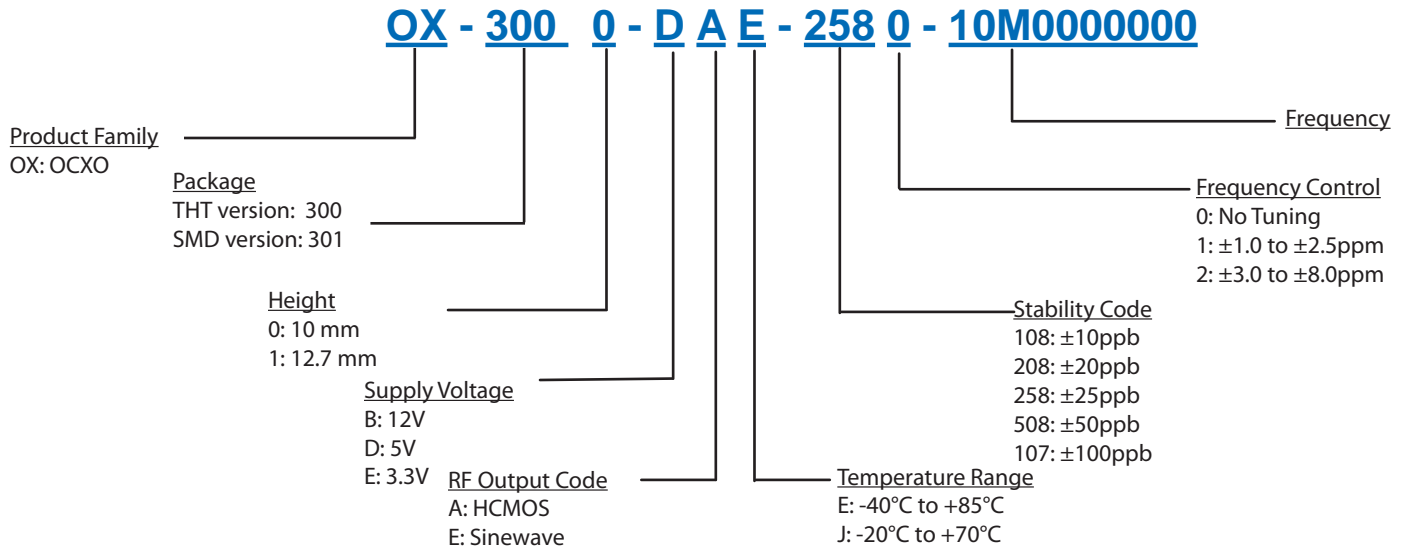 OX - 300 0 - D A E - 258 0 - 10M0000000
Frequency
Product Family
OX: OCXO
Package
THT version: 300
SMD version: 301
Frequency Control
0: No Tuning
1: ±1.0 to ±2.5ppm
2: ±3.0 to ±8.0ppm
Height
0: 10 mm
1: 12.7 mm
Stability Code
108: ±10ppb
208: ±20ppb
258: ±25ppb
508: ±50ppb
107: ±100ppb
Supply Voltage
B: 12V
D: 5V
E: 3.3V
RF Output Code
A: HCMOS
E: Sinewave
Temperature Range
E: -40°C to +85°C
J: -20°C to +70°C